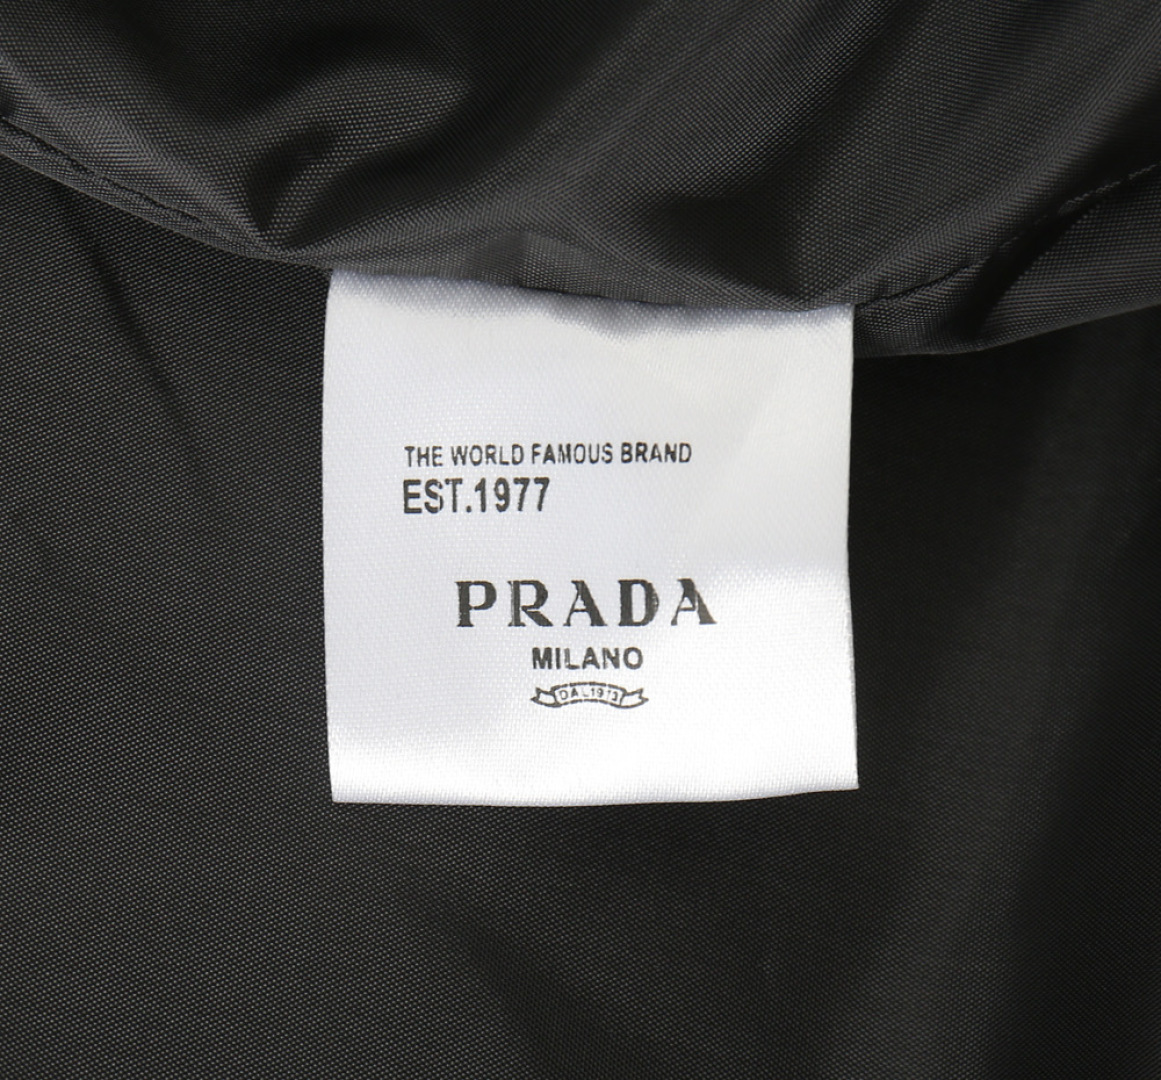 THE WORLD FAMOUS BRAND
EST.1977
PRADA
MILANO
DAL1913